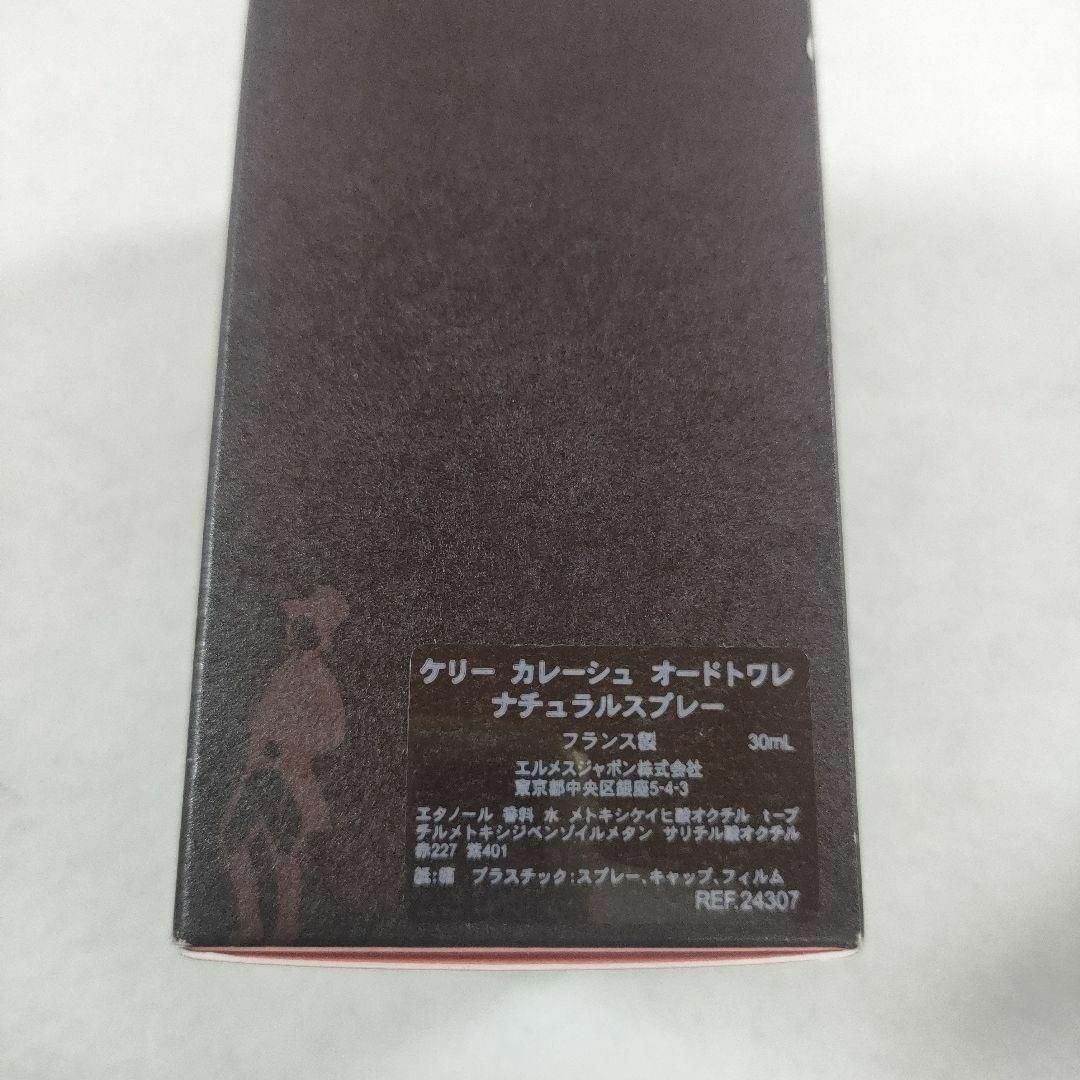 ケリー カレーシュ オードトワレ
ナチュラルスプレー
フランス製 30mL
エルメスジャポン株式会社
東京都中央区銀座5-4-3
エタノール 香料 水 メトキシケイヒ酸オクチル t-ブ
チルメトキシジベンゾイルメタン サリチル酸オクチル
赤227 紫401
紙:箱 プラスチック:スプレー、キャップ、フィルム
REF.24307